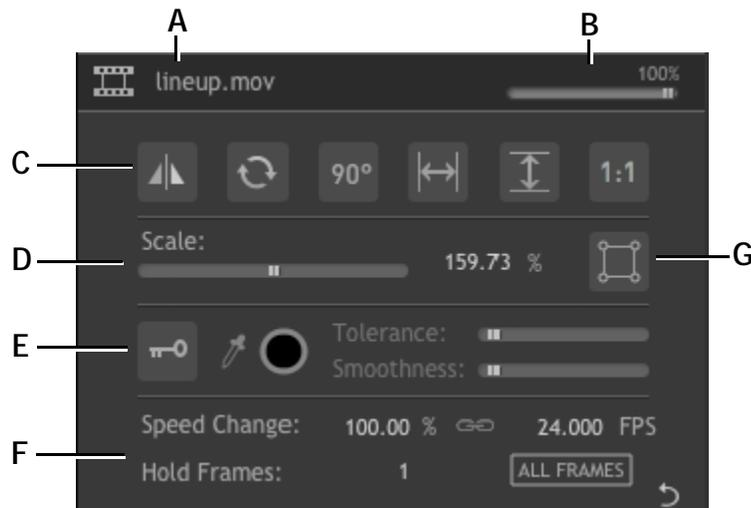 A
B
lineup.mov
100%
C
90°
1:1
D
Scale:
159.73 %
G
E
Tolerance:
Smoothness:
Speed Change: 100.00 % 24.000 FPS
F
Hold Frames: 1 ALL FRAMES